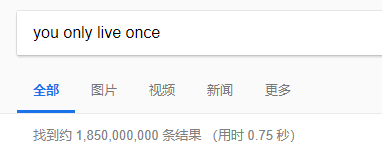 you only live once
全部 图片 视频 新闻 更多
找到约 1,850,000,000 条结果 （用时 0.75 秒）